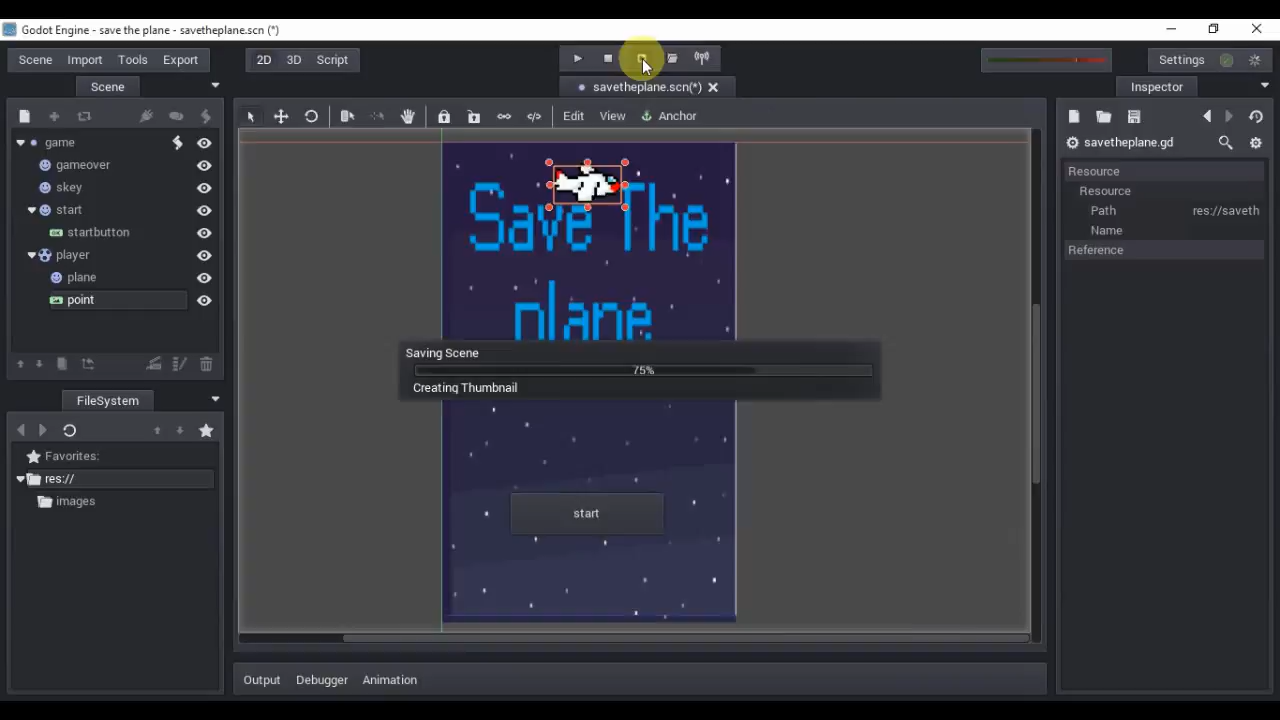 Godot Engine - save the plane - savetheplane.scn (*)
Scene Import Tools Export
2D 3D Script
Settings
Scene
savetheplane.scn(*)
Inspector
Edit View Anchor
game
gameover
skey
start
startbutton
player
plane
point
savetheplane.gd
Resource
Resource
Path res://saveth
Name
Reference
Save The
plane
Saving Scene
75%
Creating Thumbnail
start
FileSystem
Favorites:
res://
images
Output Debugger Animation